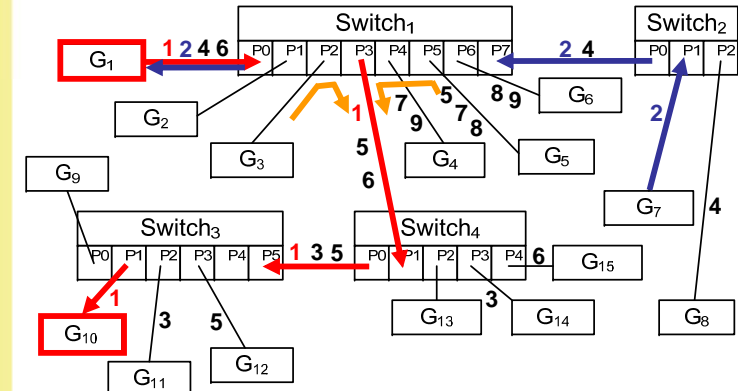 Switch1 Switch2
G1 1 2 4 6 P0 P1 P2 P3 P4 P5 P6 P7 2 4 P0 P1 P2
8 9 G6
G2 1 7 9 5 7 8 2
G3 5 G4 G5
G9 6 G7
4
Switch3 Switch4
P0 P1 P2 P3 P4 P5 1 3 5 P0 P1 P2 P3 P4 6 G15
1 3
G10 3 5 G13 G14 G8
G12
G11